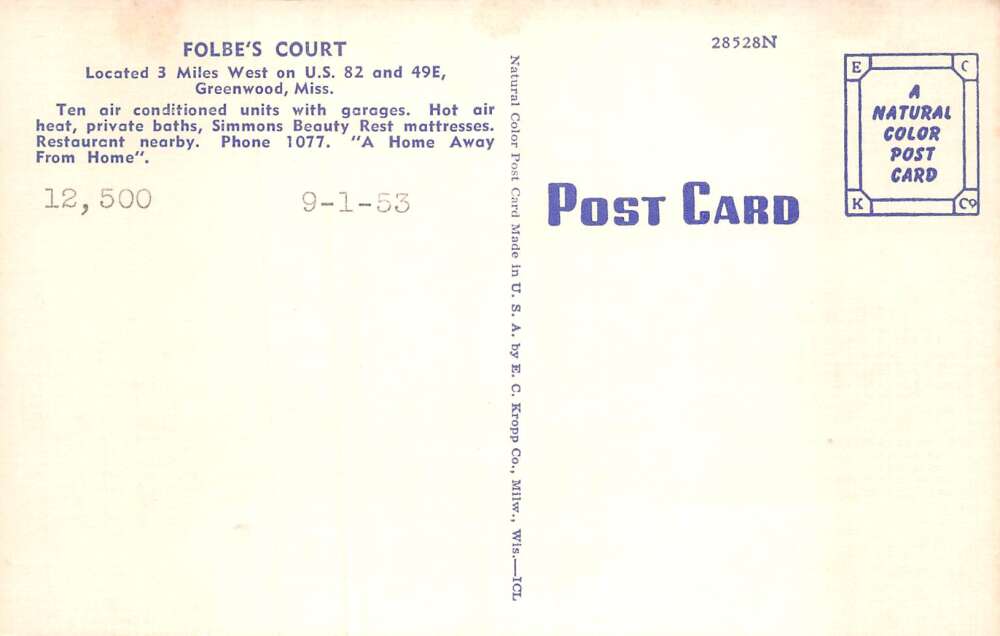 FOLBE'S COURT
Located 3 Miles West on U.S. 82 and 49E,
Greenwood, Miss.
Ten air conditioned units with garages. Hot air
heat, private baths, Simmons Beauty Rest mattresses.
Restaurant nearby. Phone 1077. "A Home Away
From Home".
12,500 9-1-53
Natural Color Post Card Made in U. S. A. by E. C. Kropp Co., Milw., Wis.—ICL
POST CARD
28528N
E C
A
NATURAL
COLOR
POST
CARD
K Co